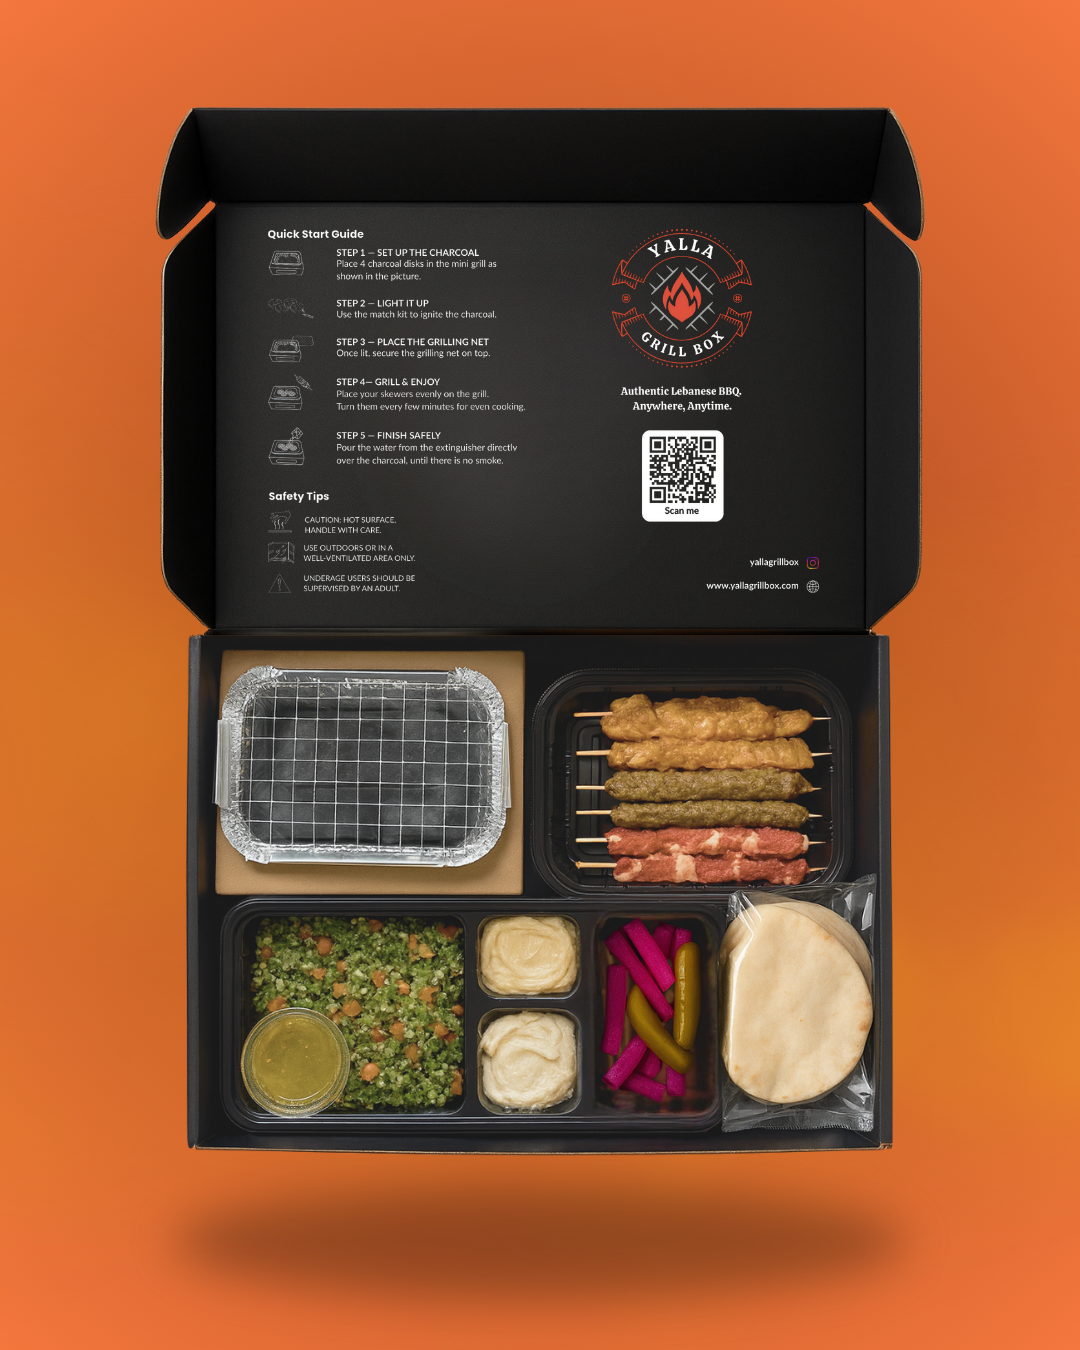 Quick Start Guide
STEP 1 – SET UP THE CHARCOAL
Place 4 charcoal disks in the mini grill as
shown in the picture.
STEP 2 – LIGHT IT UP
Use the match kit to ignite the charcoal.
STEP 3 – PLACE THE GRILLING NET
Once lit, secure the grilling net on top.
STEP 4– GRILL & ENJOY
Place your skewers evenly on the grill.
Turn them every few minutes for even cooking.
STEP 5 – FINISH SAFELY
Pour the water from the extinguisher directly
over the charcoal, until there is no smoke.
Safety Tips
CAUTION: HOT SURFACE,
HANDLE WITH CARE.
USE OUTDOORS OR IN A
WELL-VENTILATED AREA ONLY.
UNDERAGE USERS SHOULD BE
SUPERVISED BY AN ADULT.
YALLA
GRILL BOX
Authentic Lebanese BBQ.
Anywhere, Anytime.
Scan me
yallagrillbox
www.yallagrillbox.com